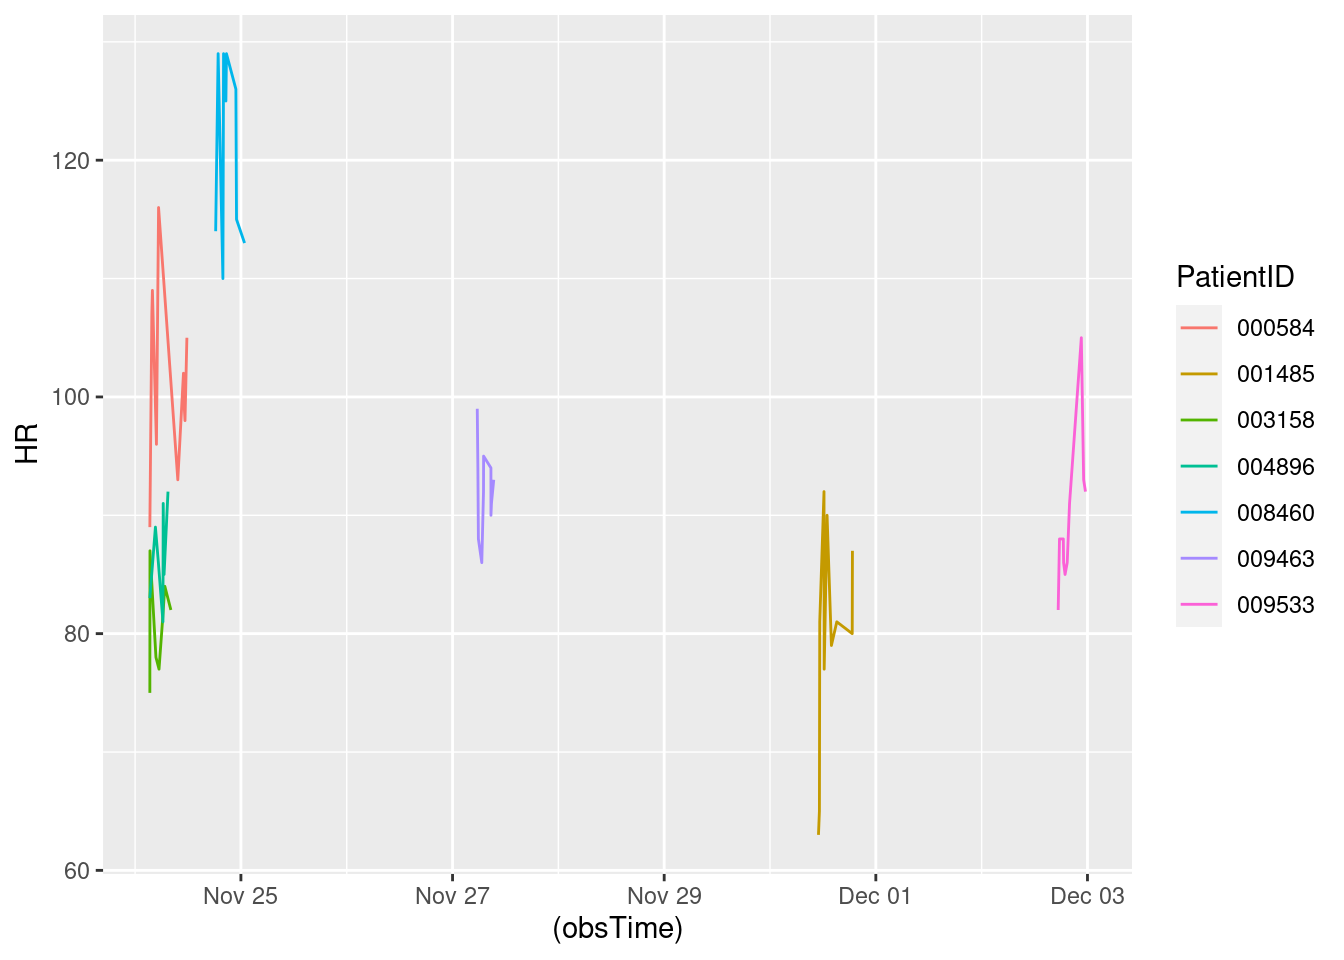 120
100
80
60
HR
Nov 25
Nov 27
Nov 29
Dec 01
Dec 03
(obsTime)
PatientID
000584
001485
003158
004896
008460
009463
009533